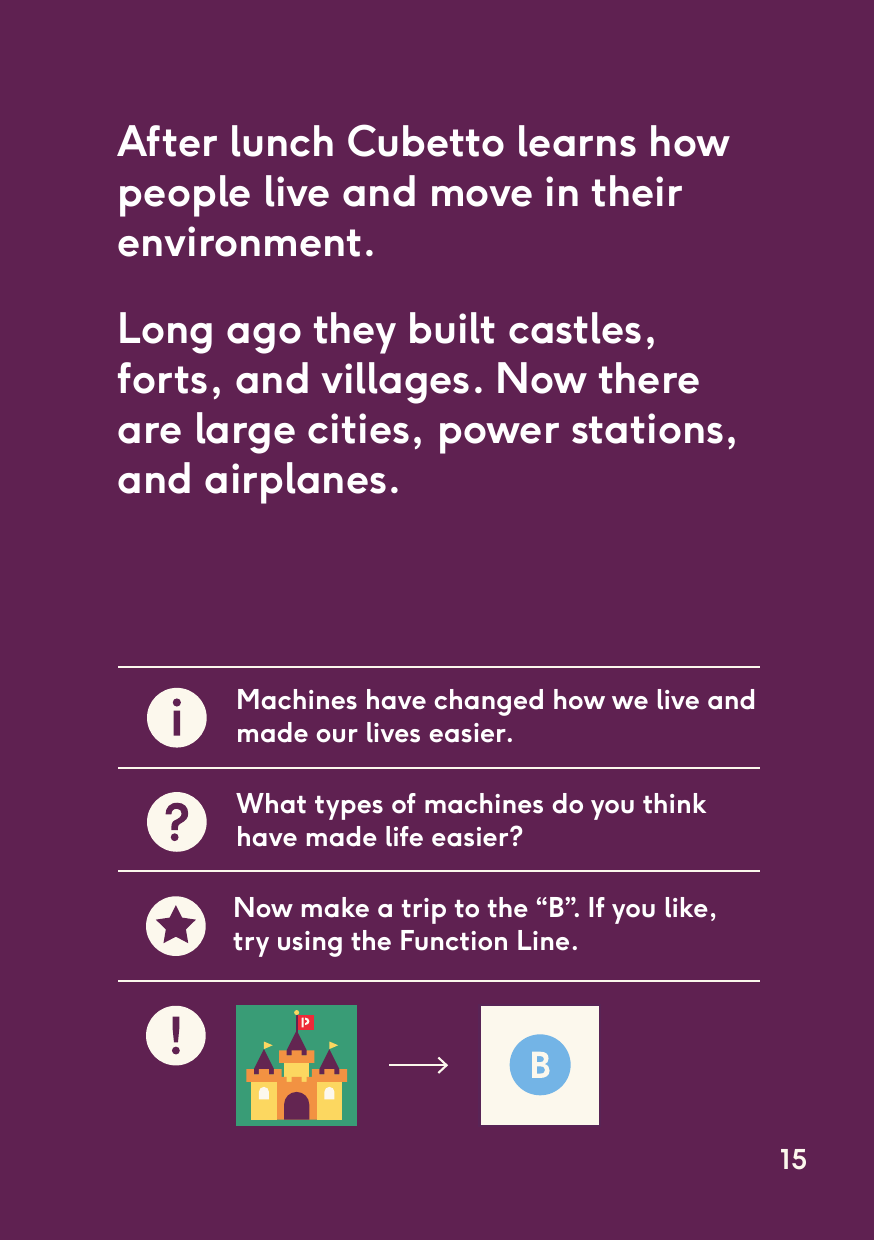 After lunch Cubetto learns how
people live and move in their
environment.
Long ago they built castles,
forts, and villages. Now there
are large cities, power stations,
and airplanes.
i
Machines have changed how we live and
made our lives easier.
?
What types of machines do you think
have made life easier?
Now make a trip to the “B”. If you like,
try using the Function Line.
!
P
B
15